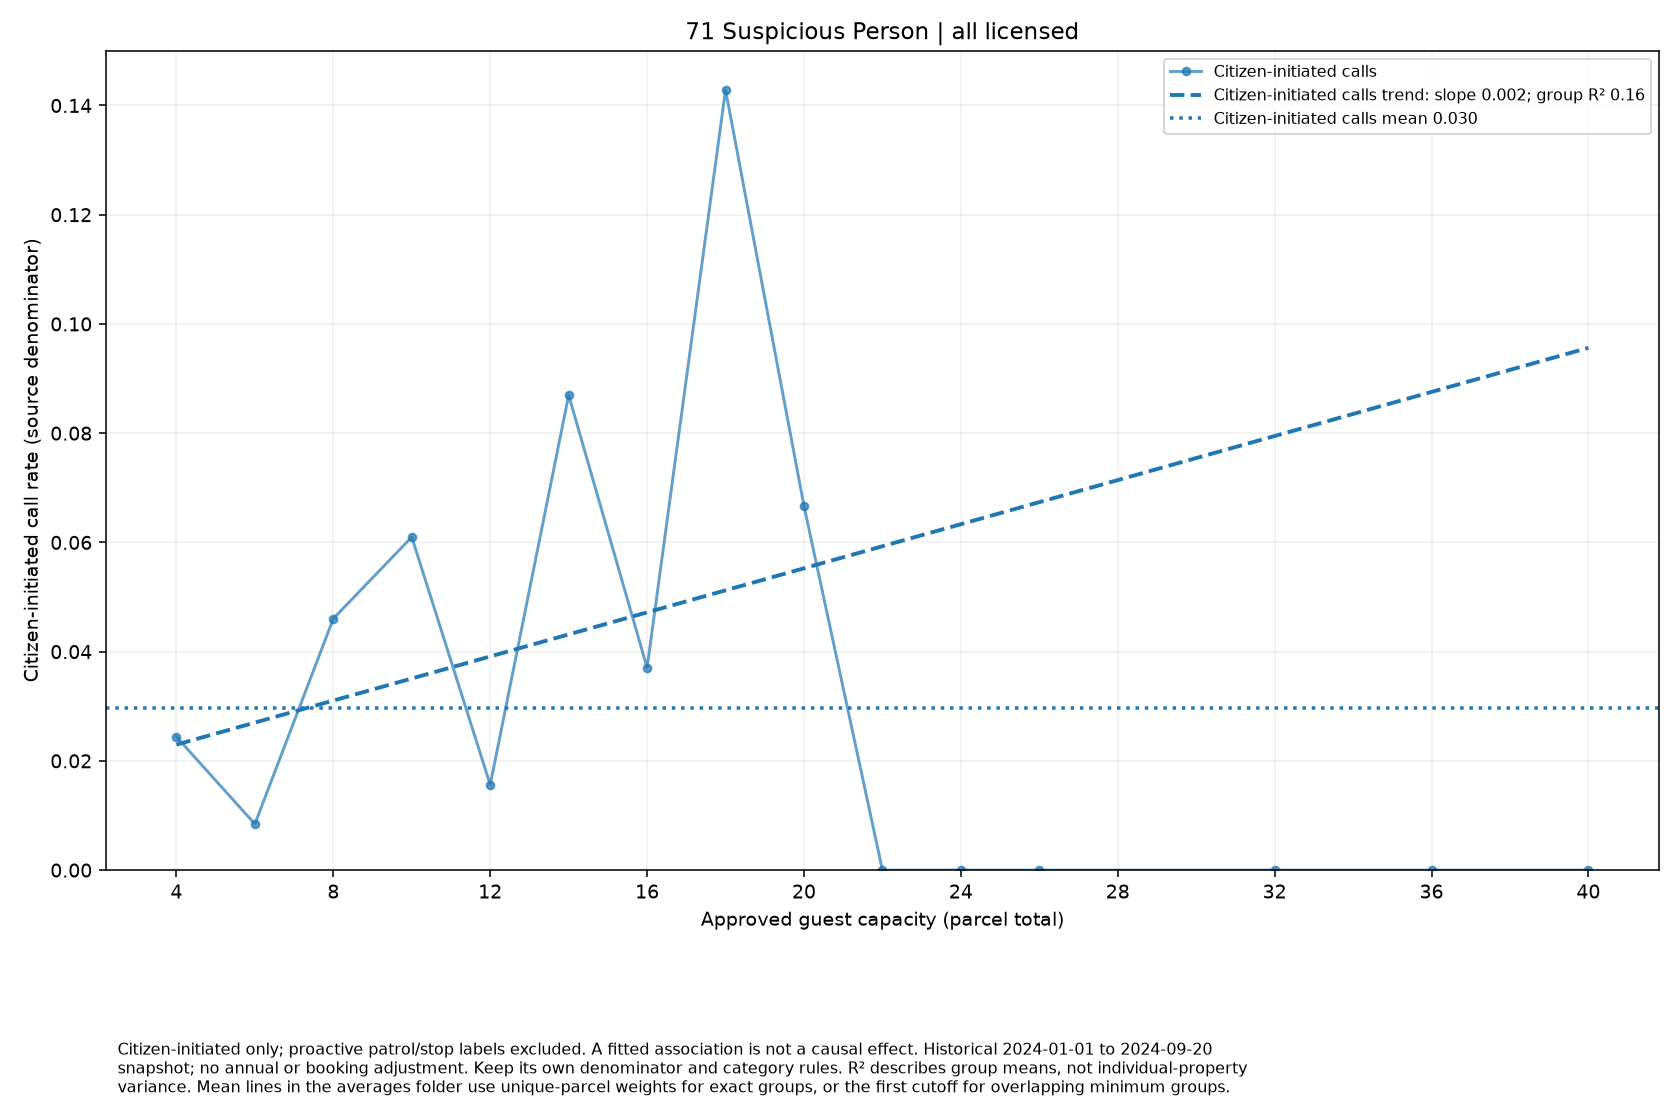 71 Suspicious Person | all licensed
Citizen-initiated calls
Citizen-initiated calls trend: slope 0.002; group R² 0.16
Citizen-initiated calls mean 0.030
Citizen-initiated call rate (source denominator)
0.14
0.12
0.10
0.08
0.06
0.04
0.02
0.00
4 8 12 16 20 24 28 32 36 40
Approved guest capacity (parcel total)
Citizen-initiated only; proactive patrol/stop labels excluded. A fitted association is not a causal effect. Historical 2024-01-01 to 2024-09-20
snapshot; no annual or booking adjustment. Keep its own denominator and category rules. R² describes group means, not individual-property
variance. Mean lines in the averages folder use unique-parcel weights for exact groups, or the first cutoff for overlapping minimum groups.